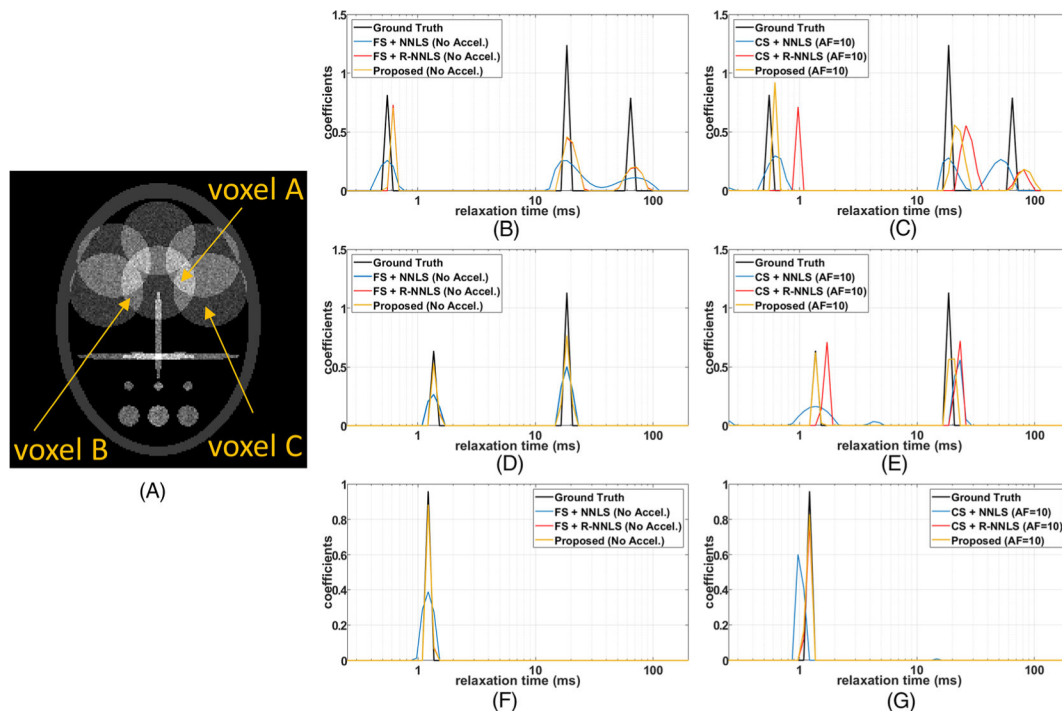 voxel A
voxel B
voxel C
(A)
1.5
1
0.5
0
coefficients
Ground Truth
FS + NNLS (No Accel.)
FS + R-NNLS (No Accel.)
Proposed (No Accel.)
1
10
100
relaxation time (ms)
(B)
1.5
1
0.5
0
coefficients
Ground Truth
CS + NNLS (AF=10)
CS + R-NNLS (AF=10)
Proposed (AF=10)
1
10
100
relaxation time (ms)
(C)
1.5
1
0.5
0
coefficients
Ground Truth
FS + NNLS (No Accel.)
FS + R-NNLS (No Accel.)
Proposed (No Accel.)
1
10
100
relaxation time (ms)
(D)
1.5
1
0.5
0
coefficients
Ground Truth
CS + NNLS (AF=10)
CS + R-NNLS (AF=10)
Proposed (AF=10)
1
10
100
relaxation time (ms)
(E)
1
0.8
0.6
0.4
0.2
0
coefficients
Ground Truth
FS + NNLS (No Accel.)
FS + R-NNLS (No Accel.)
Proposed (No Accel.)
1
10
100
relaxation time (ms)
(F)
1
0.8
0.6
0.4
0.2
0
coefficients
Ground Truth
CS + NNLS (AF=10)
CS + R-NNLS (AF=10)
Proposed (AF=10)
1
10
100
relaxation time (ms)
(G)